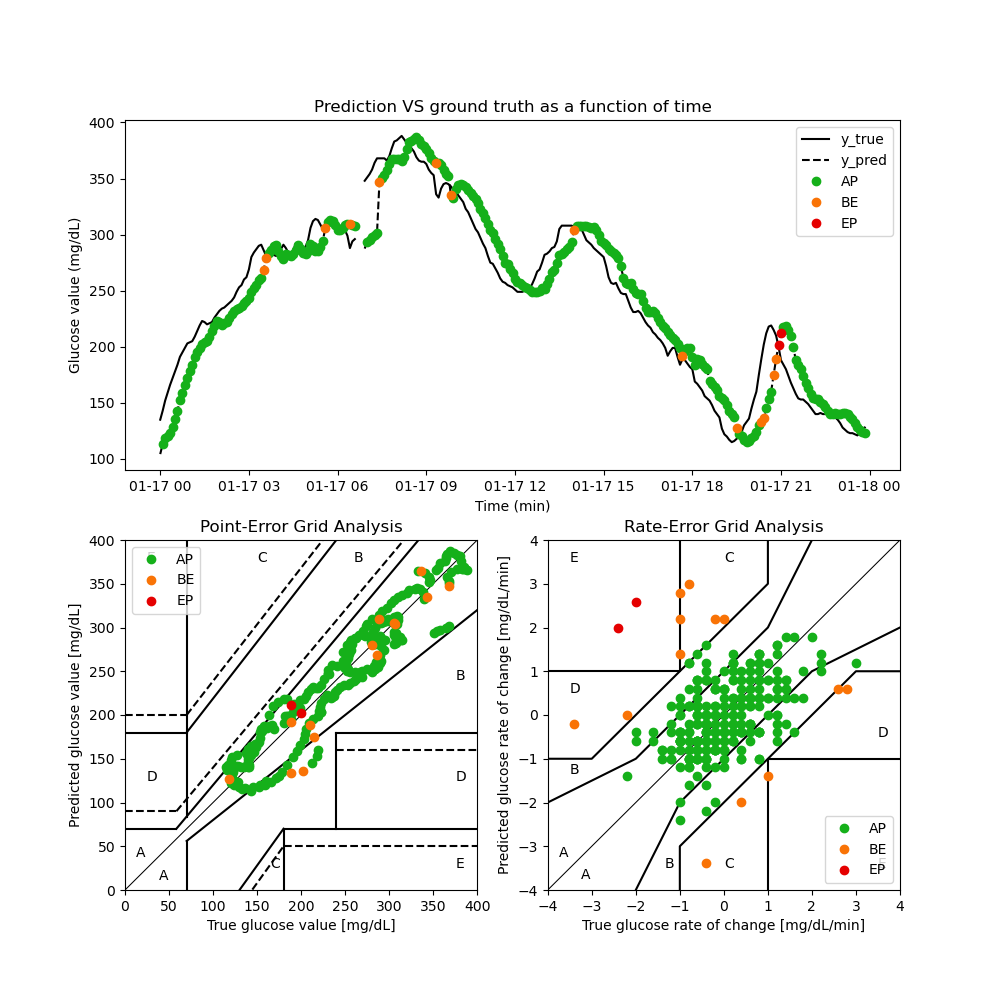 Prediction VS ground truth as a function of time
Glucose value (mg/dL)
400
350
300
250
200
150
100
y_true
y_pred
AP
BE
EP
01-17 00 01-17 03 01-17 06 01-17 09 01-17 12 01-17 15 01-17 18 01-17 21 01-18 00
Time (min)
Point-Error Grid Analysis
Predicted glucose value [mg/dL]
400
350
300
250
200
150
100
50
0
AP
BE
EP
C
B
B
D
D
A
A
C
E
0 50 100 150 200 250 300 350 400
True glucose value [mg/dL]
Rate-Error Grid Analysis
Predicted glucose rate of change [mg/dL/min]
4
3
2
1
0
−1
−2
−3
−4
E
C
D
D
B
A
A
B
C
AP
BE
EP
−4 −3 −2 −1 0 1 2 3 4
True glucose rate of change [mg/dL/min]